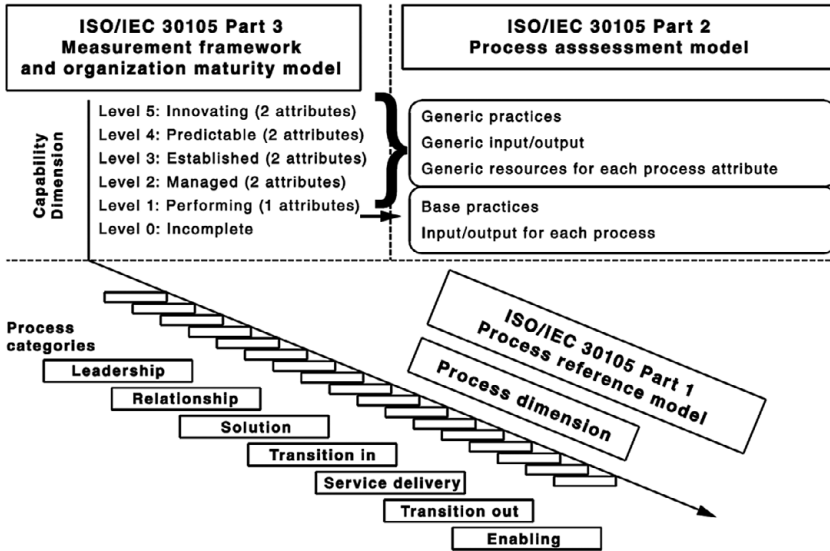 ISO/IEC 30105 Part 3
Measurement framework
and organization maturity model
ISO/IEC 30105 Part 2
Process asssessment model
Capability
Dimension
Level 5: Innovating (2 attributes)
Level 4: Predictable (2 attributes)
Level 3: Established (2 attributes)
Level 2: Managed (2 attributes)
Level 1: Performing (1 attributes)
Level 0: Incomplete
Generic practices
Generic input/output
Generic resources for each process attribute
Base practices
Input/output for each process
ISO/IEC 30105 Part 1
Process reference model
Process dimension
Process
categories
Leadership
Relationship
Solution
Transition in
Service delivery
Transition out
Enabling